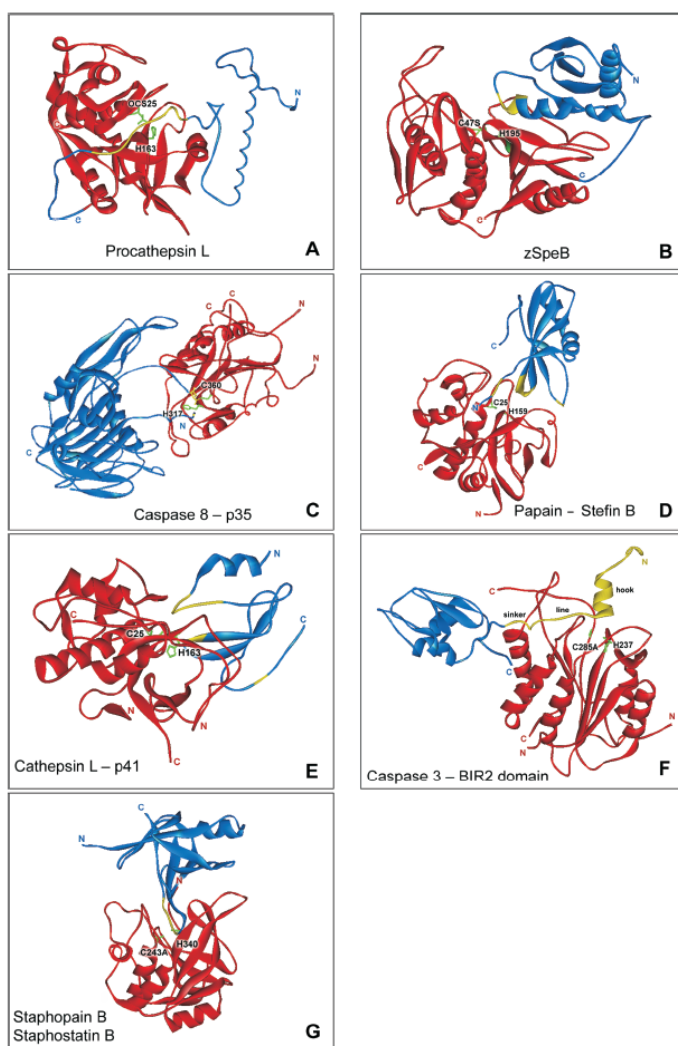 N
OCS25
C
H163
C
A
Procathepsin L
N
C47S
H195
C
C
B
zSpeB
C
C
N
N
C360
H317
N
C
C
Caspase 8 – p35
C
N
C25
H159
C
N
D
Papain – Stefin B
N
C
C
C25
H163
N
N
C
E
Cathepsin L – p41
N
C
hook
sinker
line
C285A
H237
C
N
C
N
F
Caspase 3 – BIR2 domain
C
N
N
C243A
H340
Staphopain B
Staphostatin B
G